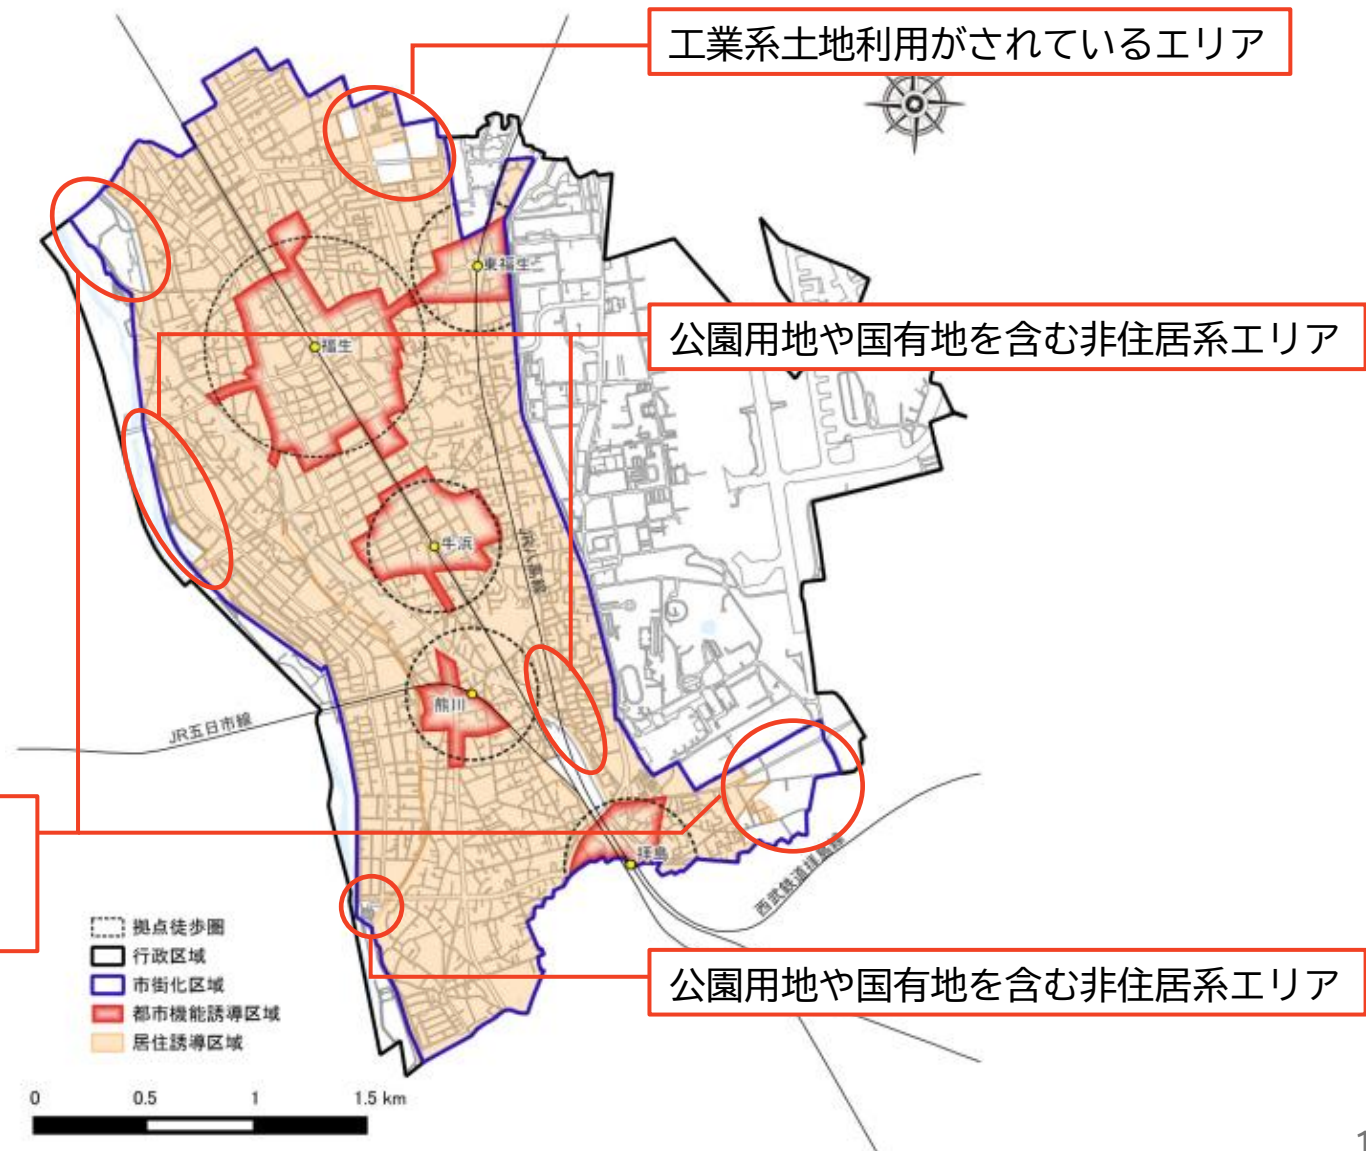 工業系土地利用がされているエリア
東福生
公園用地や国有地を含む非住居系エリア
福生
牛浜
JR八高線
熊川
JR五日市線
拝島
西武鉄道拝島線
公園用地や国有地を含む非住居系エリア
拠点徒歩圏
行政区域
市街化区域
都市機能誘導区域
居住誘導区域
0 0.5 1 1.5 km
1